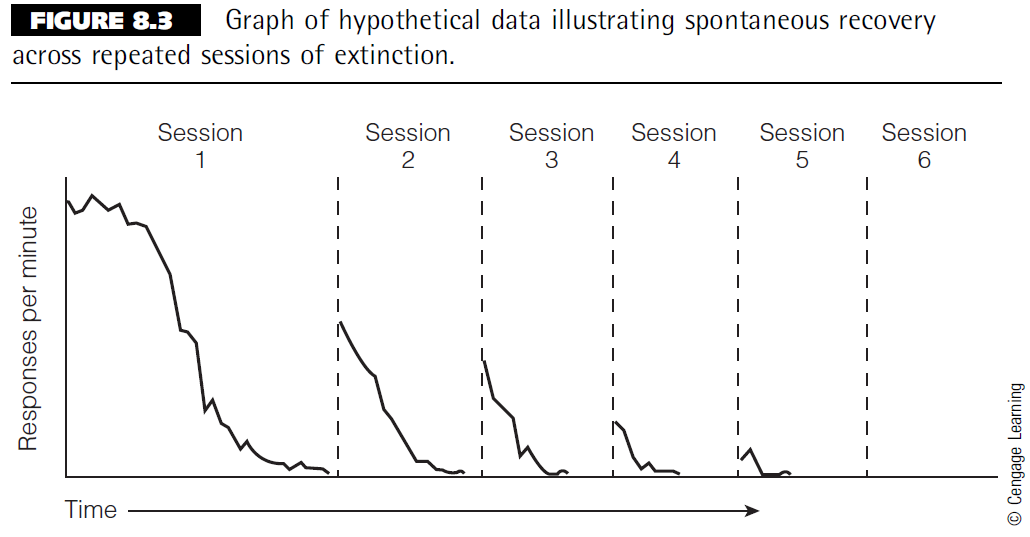 FIGURE 8.3 Graph of hypothetical data illustrating spontaneous recovery
across repeated sessions of extinction.
Session Session Session Session Session Session
1 2 3 4 5 6
Responses per minute
Time
© Cengage Learning